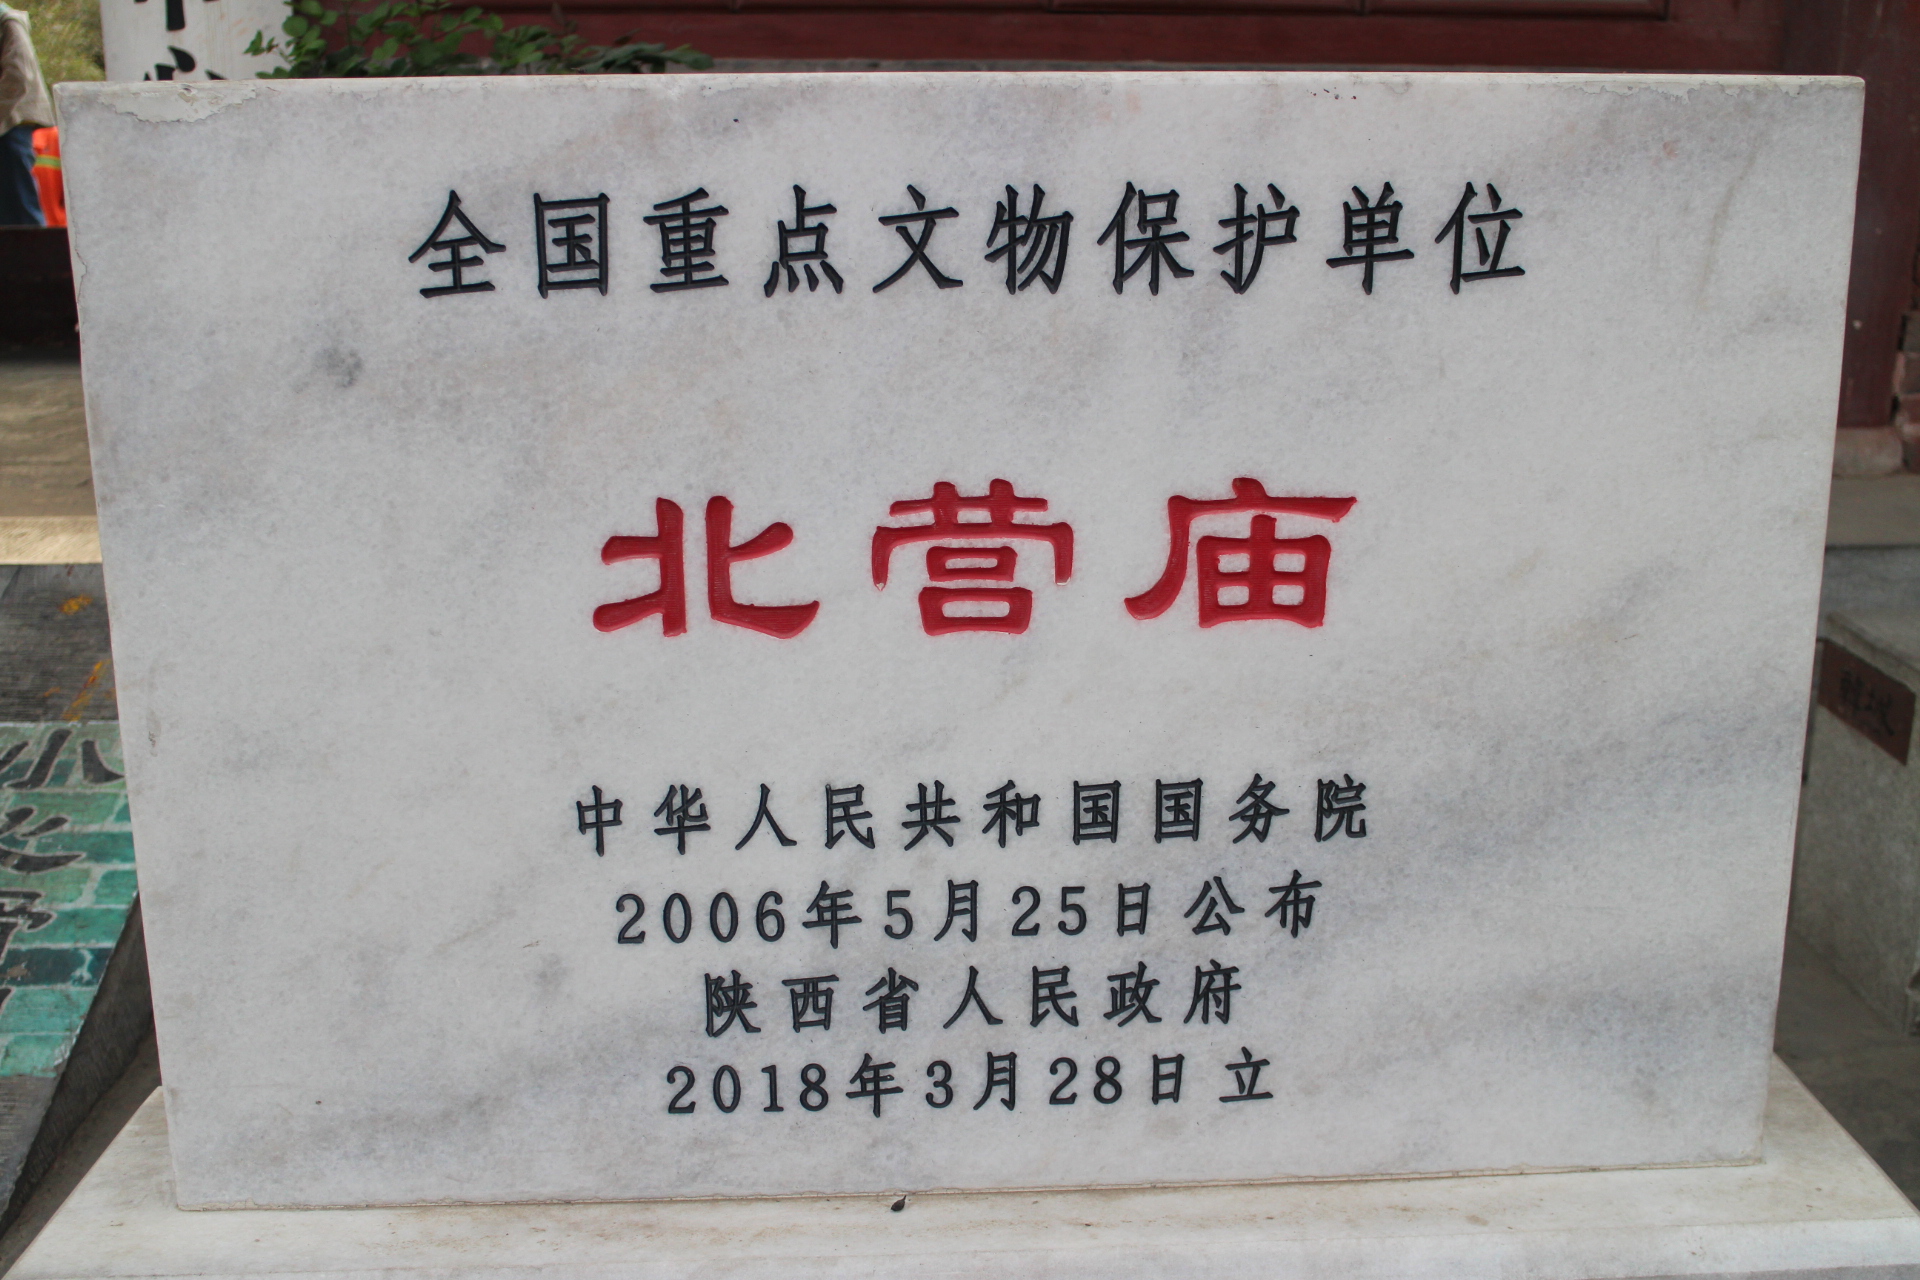 全国重点文物保护单位
北营庙
中华人民共和国国务院
2006年5月25日公布
陕西省人民政府
2018年3月28日立